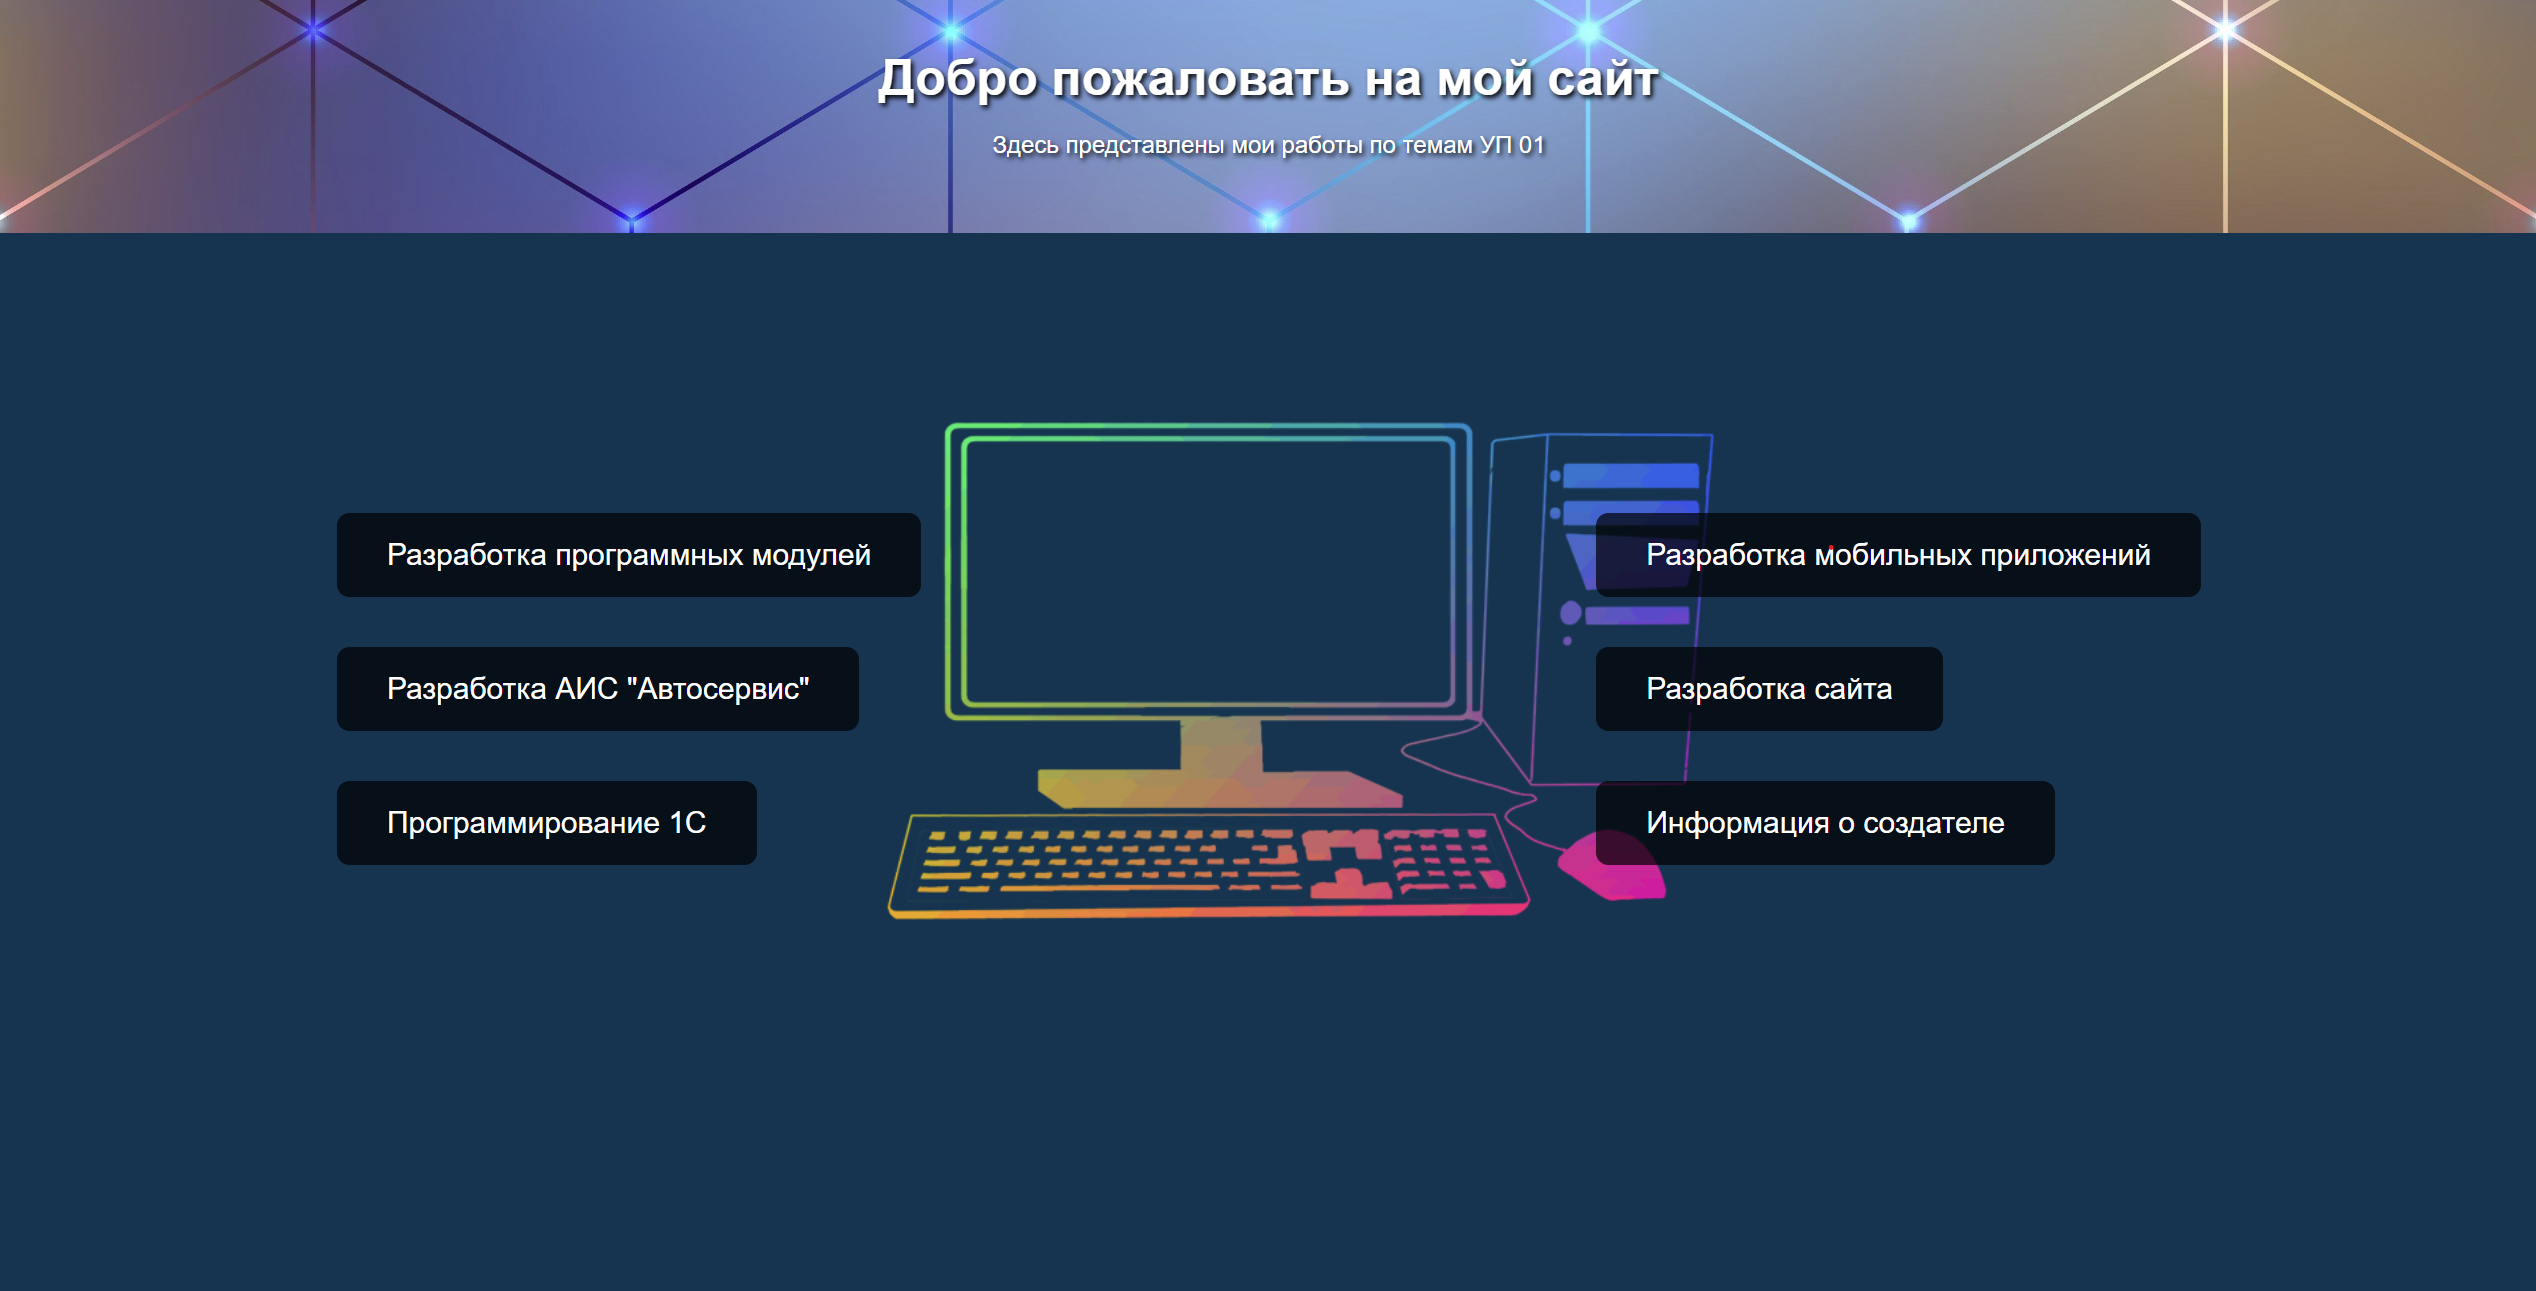 Добро пожаловать на мой сайт
Здесь представлены мои работы по темам УП 01
Разработка программных модулей
Разработка АИС "Автосервис"
Программирование 1С
Разработка мобильных приложений
Разработка сайта
Информация о создателе